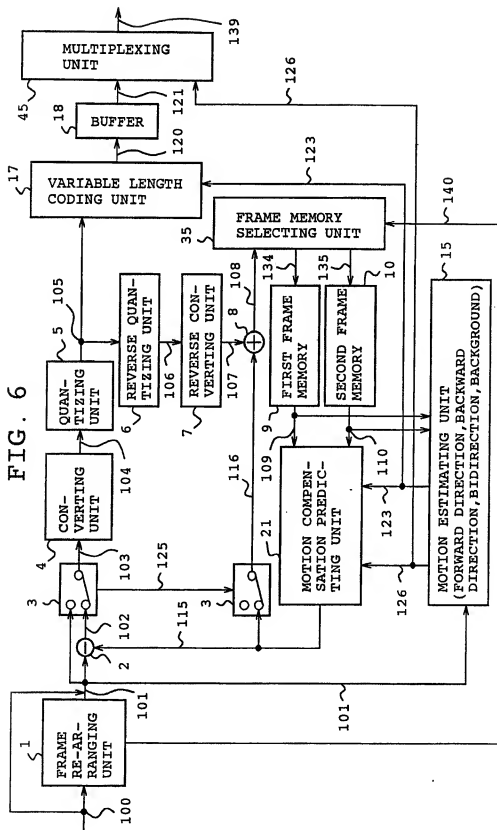 FIG. 6
100
1
FRAME
RE-AR-
RANGING
UNIT
101
2
102
3
103
4
CON-
VERTING
UNIT
104
5
QUAN-
TIZING
UNIT
105
17
VARIABLE LENGTH
CODING UNIT
120
18
BUFFER
121
45
MULTIPLEXING
UNIT
139
126
123
REVERSE QUAN-
TIZING UNIT
6
106
REVERSE CON-
VERTING UNIT
7
107
8
108
35
FRAME MEMORY
SELECTING UNIT
140
134
135
125
3
115
116
FIRST FRAME
MEMORY
9
109
SECOND FRAME
MEMORY
10
110
21
MOTION COMPEN-
SATION PREDIC-
TING UNIT
123
126
101
15
MOTION ESTIMATING UNIT
(FORWARD DIRECTION,BACKWARD
DIRECTION,BIDIRECTION,BACKGROUND)